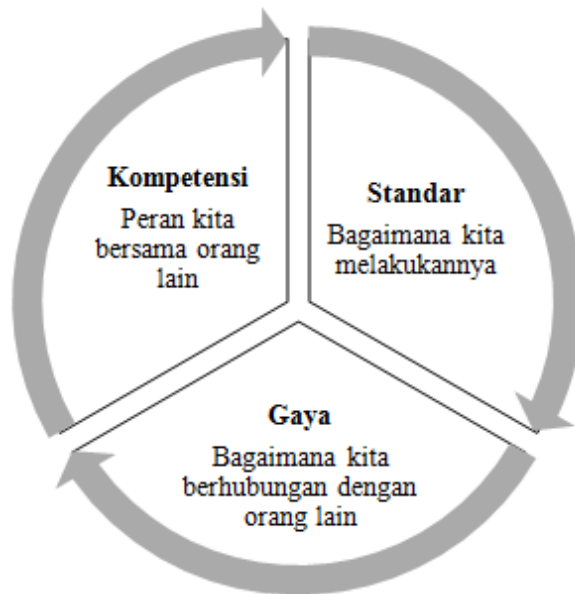 Kompetensi
Peran kita
bersama orang
lain
Standar
Bagaimana kita
melakukannya
Gaya
Bagaimana kita
berhubungan dengan
orang lain